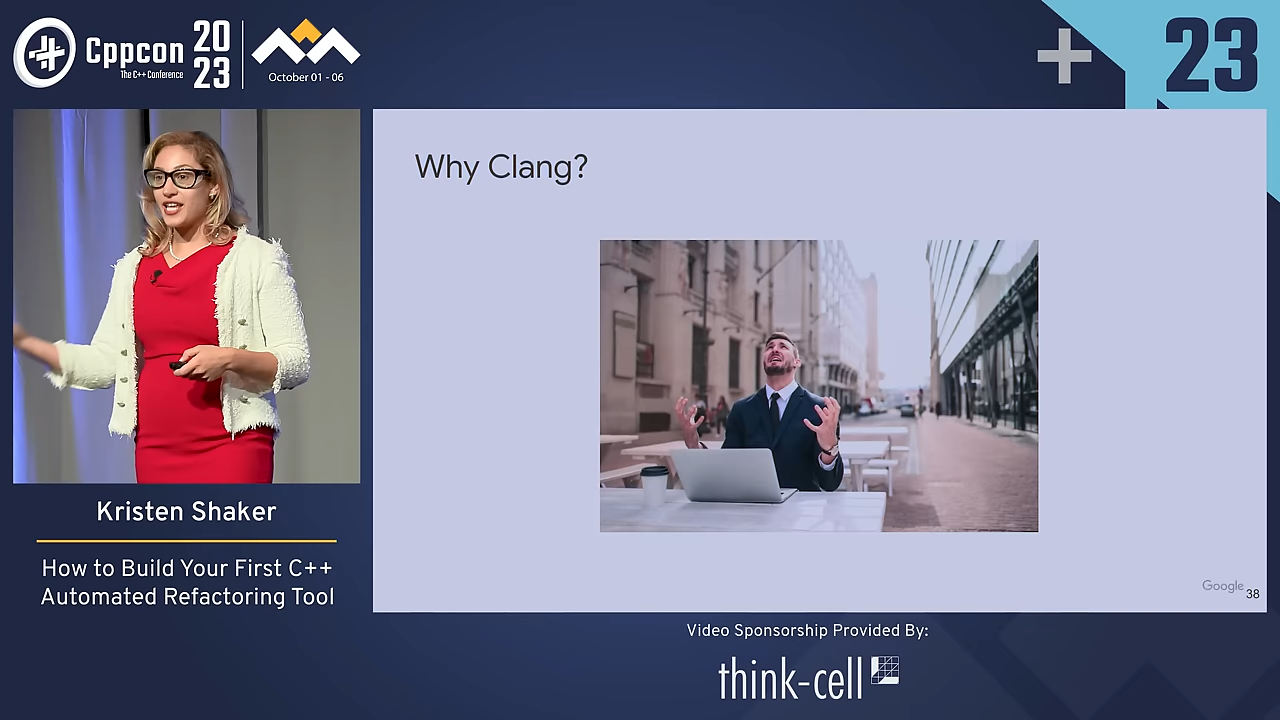 Cppcon
The C++ Conference
20
23
October 01 - 06
23
Why Clang?
Kristen Shaker
How to Build Your First C++
Automated Refactoring Tool
Google
38
Video Sponsorship Provided By:
think-cell